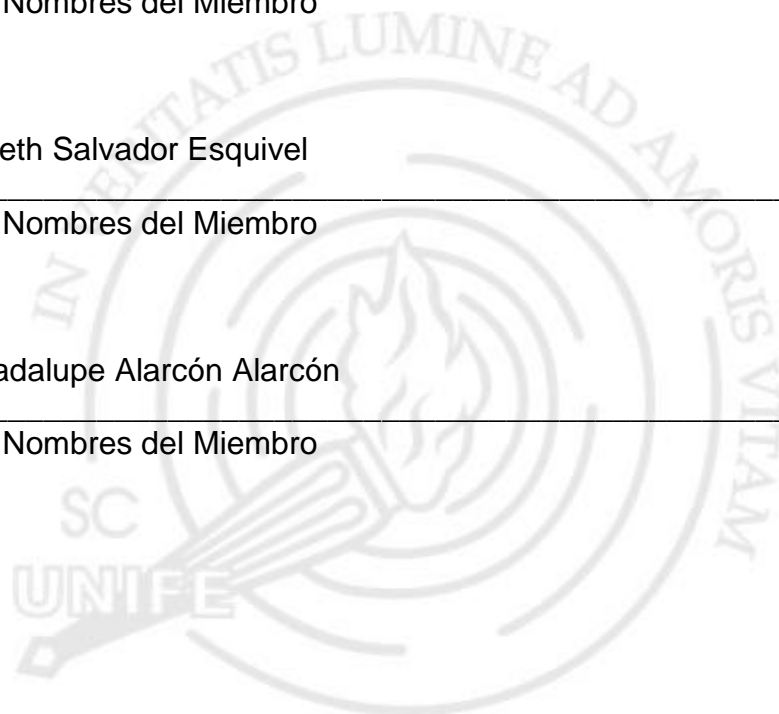 Nombres del Miembro
eth Salvador Esquivel
Nombres del Miembro
adalupe Alarcón Alarcón
Nombres del Miembro
IN VERITATIS LUMINE AD AMORIS VITAM
SC
UNIFE